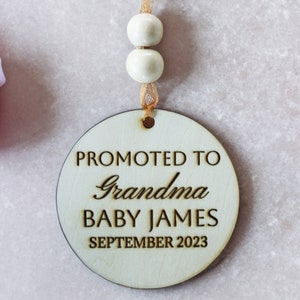 PROMOTED TO
Grandma
BABY JAMES
SEPTEMBER 2023